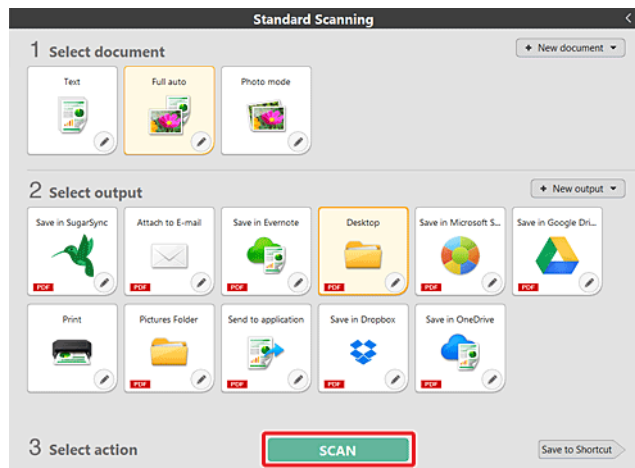 Standard Scanning
1 Select document
+ New document
Text
Full auto
Photo mode
2 Select output
+ New output
Save in SugarSync
Attach to E-mail
Save in Evernote
Desktop
Save in Microsoft S...
Save in Google Dri...
PDF
PDF
PDF
PDF
PDF
PDF
Print
Pictures Folder
Send to application
Save in Dropbox
Save in OneDrive
PDF
PDF
PDF
PDF
3 Select action
SCAN
Save to Shortcut